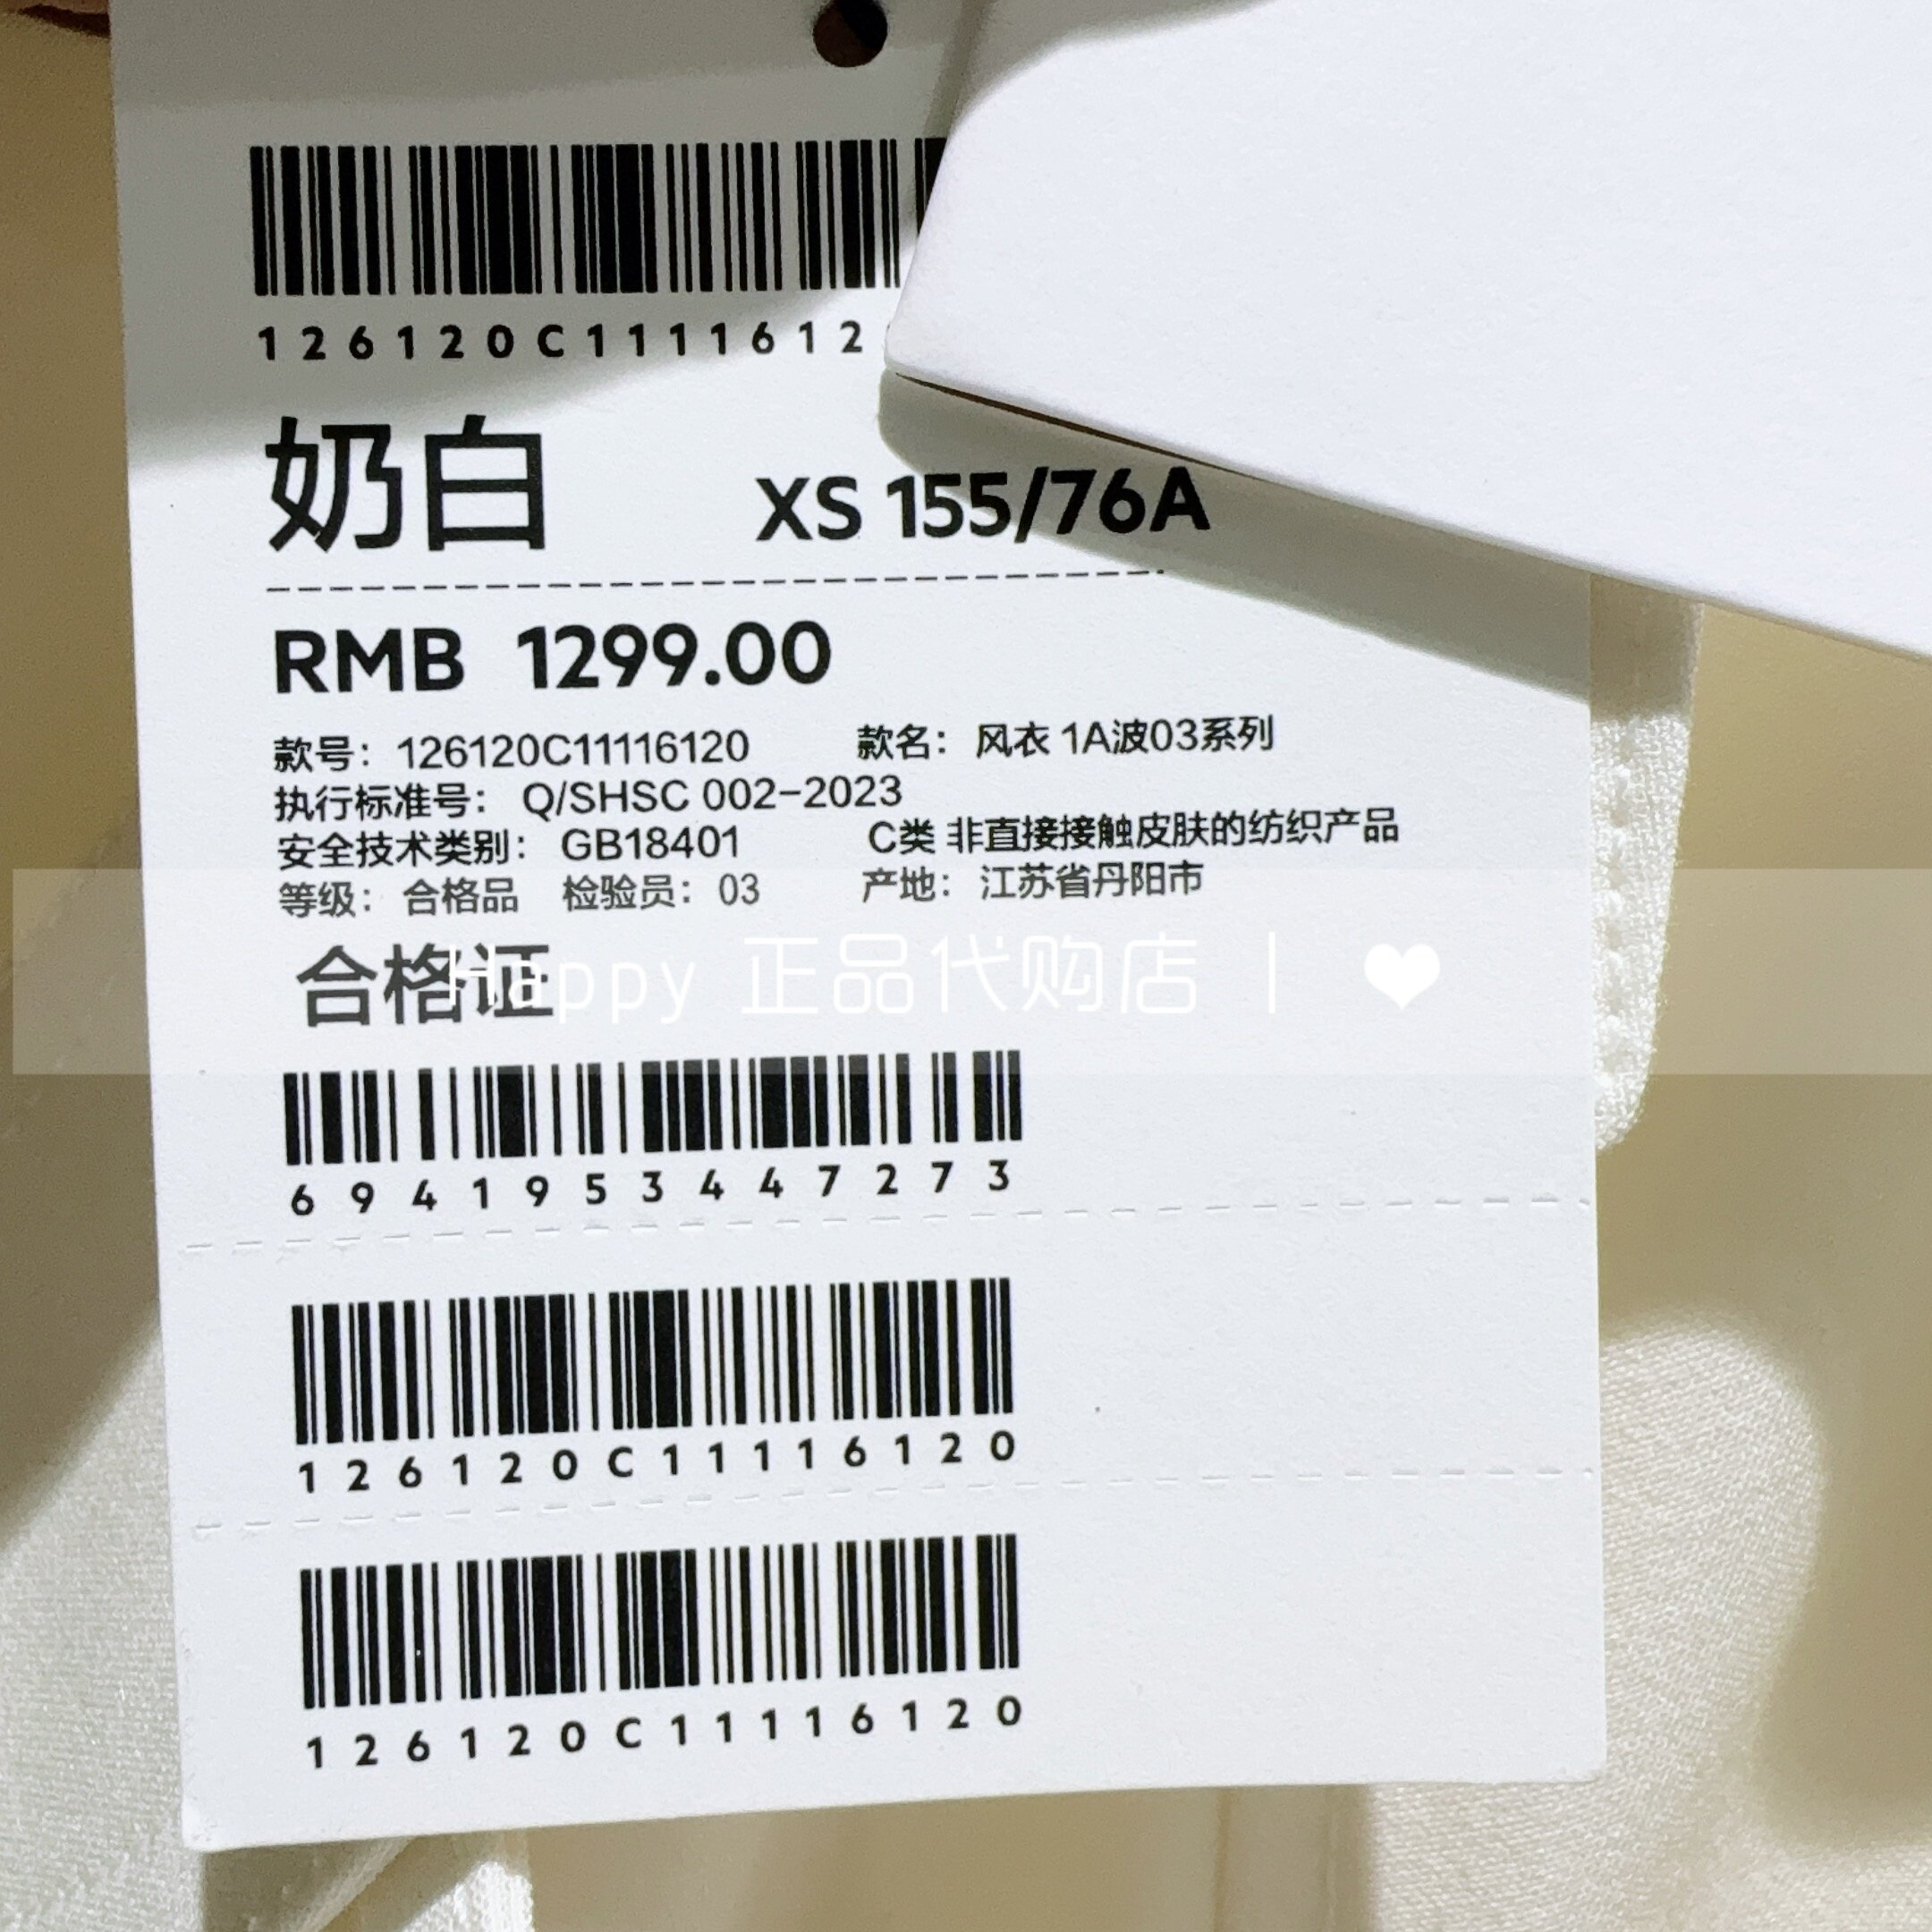 126120C1111612
奶白 XS 155/76A
RMB 1299.00
款号：126120C11116120 款名：风衣 1A波03系列
执行标准号：Q/SHSC 002-2023
安全技术类别：GB18401 C类 非直接接触皮肤的纺织产品
等级：合格品 检验员：03 产地：江苏省丹阳市
合格证
Happy 正品代购店 丨 ❤
6941953447273
126120C11116120
126120C11116120